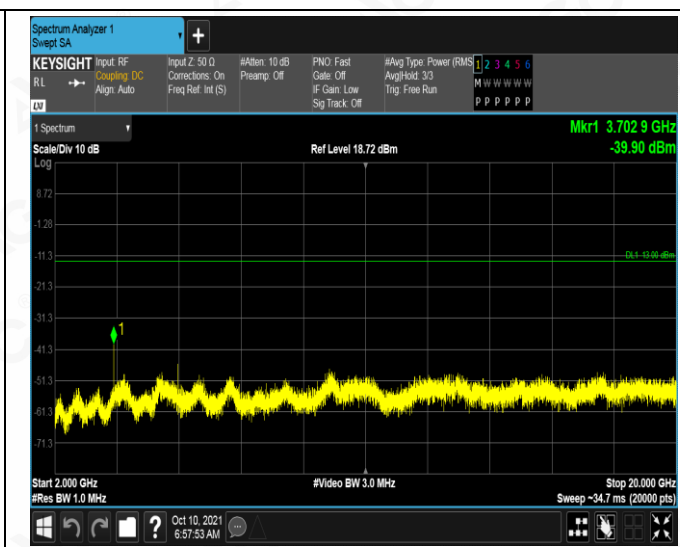 Spectrum Analyzer 1
Swept SA
+
KEYSIGHT
RL
LXI
Input: RF
Coupling: DC
Align: Auto
Input Z: 50 Ω
Corrections: On
Freq Ref: Int (S)
#Atten: 10 dB
Preamp: Off
PNO: Fast
Gate: Off
IF Gain: Low
Sig Track: Off
#Avg Type: Power (RMS
Avg|Hold: 3/3
Trig: Free Run
1 2 3 4 5 6
M W W W W W
P P P P P P
1 Spectrum
Mkr1 3.702 9 GHz
Scale/Div 10 dB
Ref Level 18.72 dBm
-39.90 dBm
Log
8.72
-1.28
-11.3
DL1 -13.00 dBm
-21.3
-31.3
1
-41.3
-51.3
-61.3
-71.3
Start 2.000 GHz
#Video BW 3.0 MHz
Stop 20.000 GHz
#Res BW 1.0 MHz
Sweep ~34.7 ms (20000 pts)
?
Oct 10, 2021
6:57:53 AM